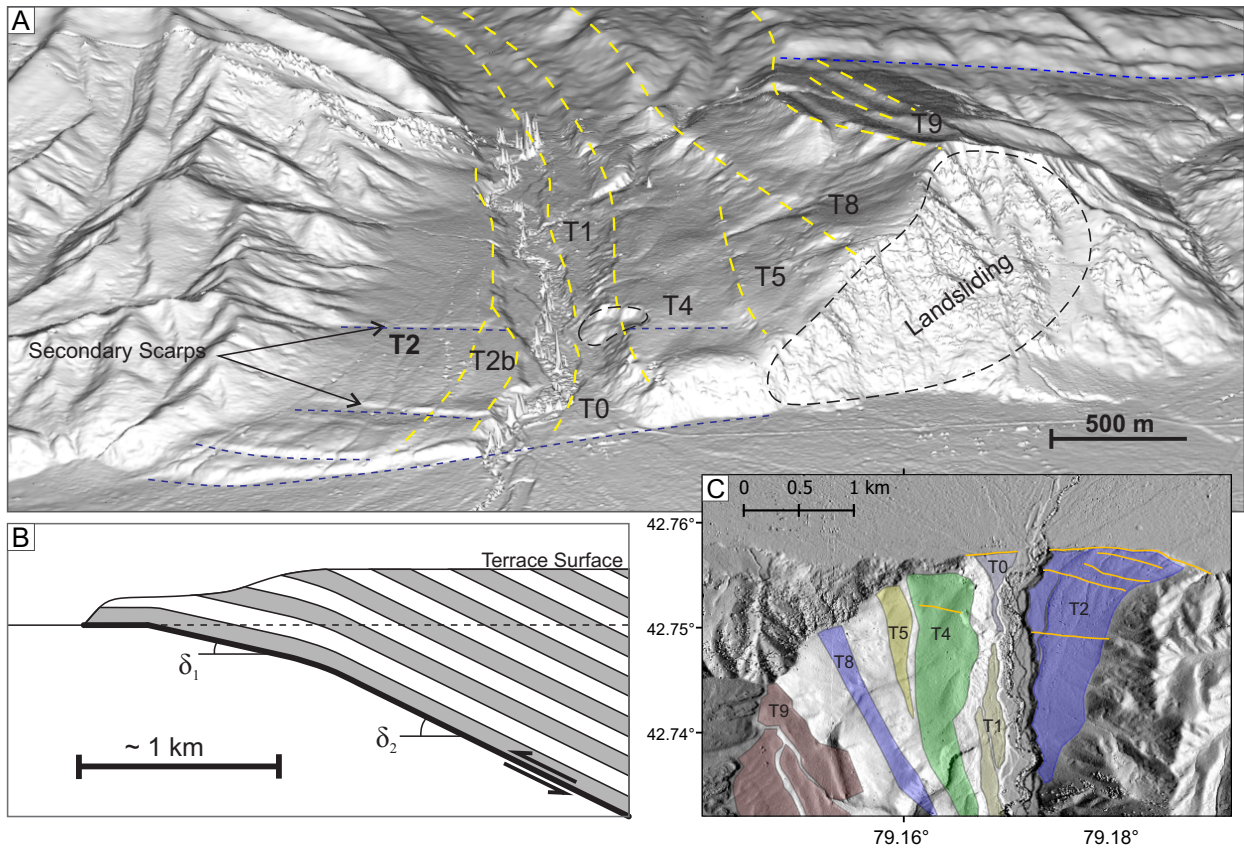 A
T9
T8
T1
T5
Landsliding
T4
Secondary Scarps
T2
T2b
T0
500 m
B
Terrace Surface
δ1
δ2
~ 1 km
C
0 0.5 1 km
42.76°
42.75°
42.74°
T0
T2
T5
T4
T8
T9
T1
79.16°
79.18°